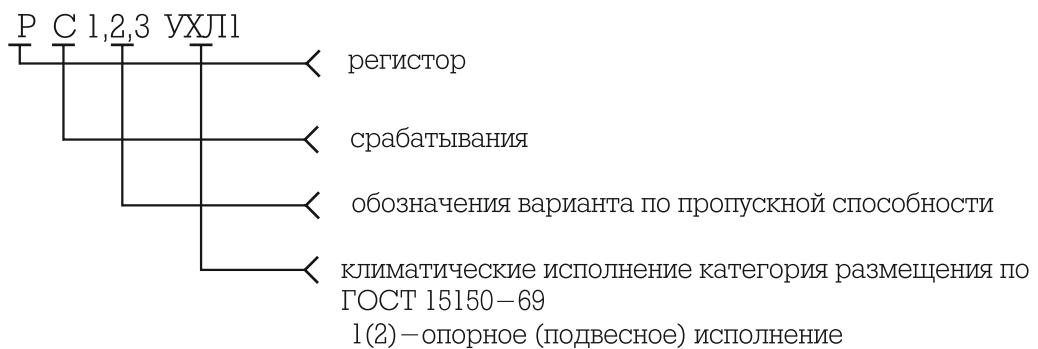 Р С 1,2,3 УХЛ1
регистор
срабатывания
обозначения варианта по пропускной способности
климатические исполнение категория размещения по
ГОСТ 15150–69
1(2)–опорное (подвесное) исполнение